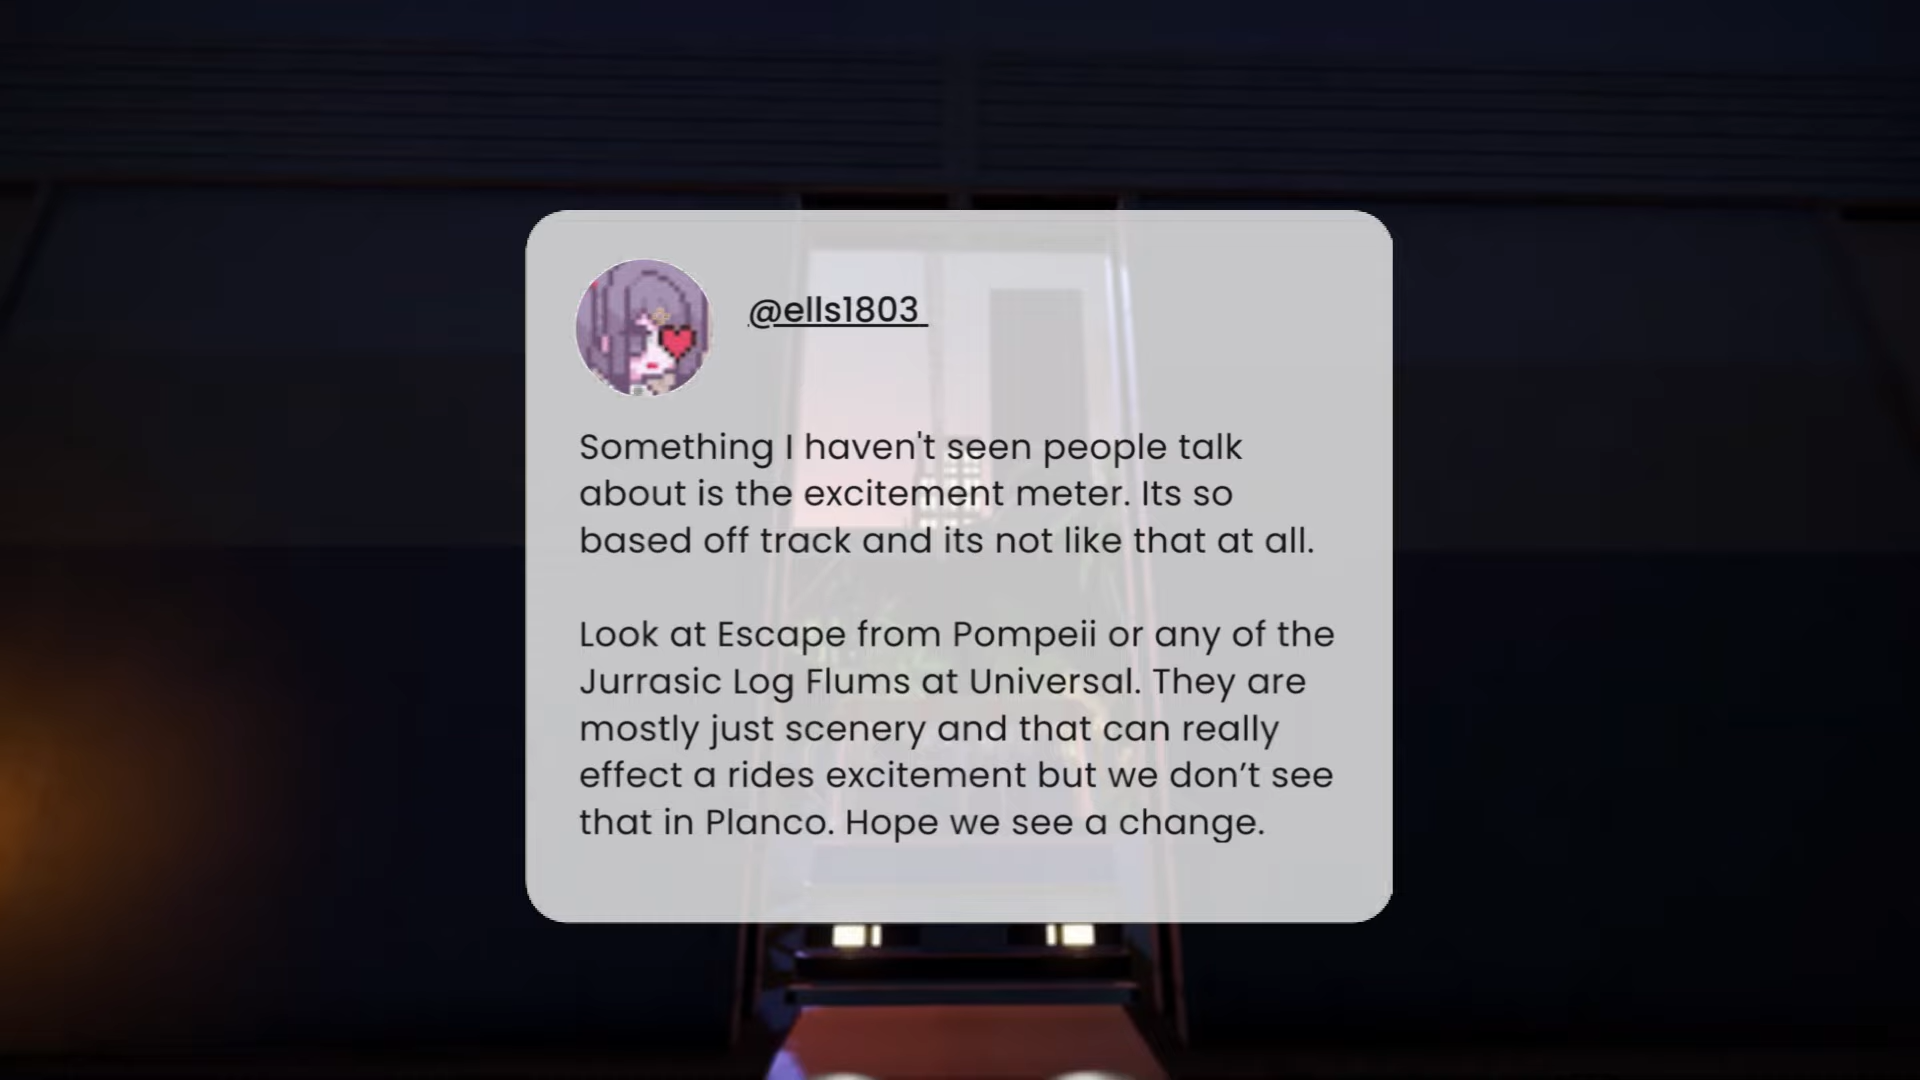 @ells1803
Something I haven't seen people talk
about is the excitement meter. Its so
based off track and its not like that at all.
Look at Escape from Pompeii or any of the
Jurrasic Log Flums at Universal. They are
mostly just scenery and that can really
effect a rides excitement but we don’t see
that in Planco. Hope we see a change.